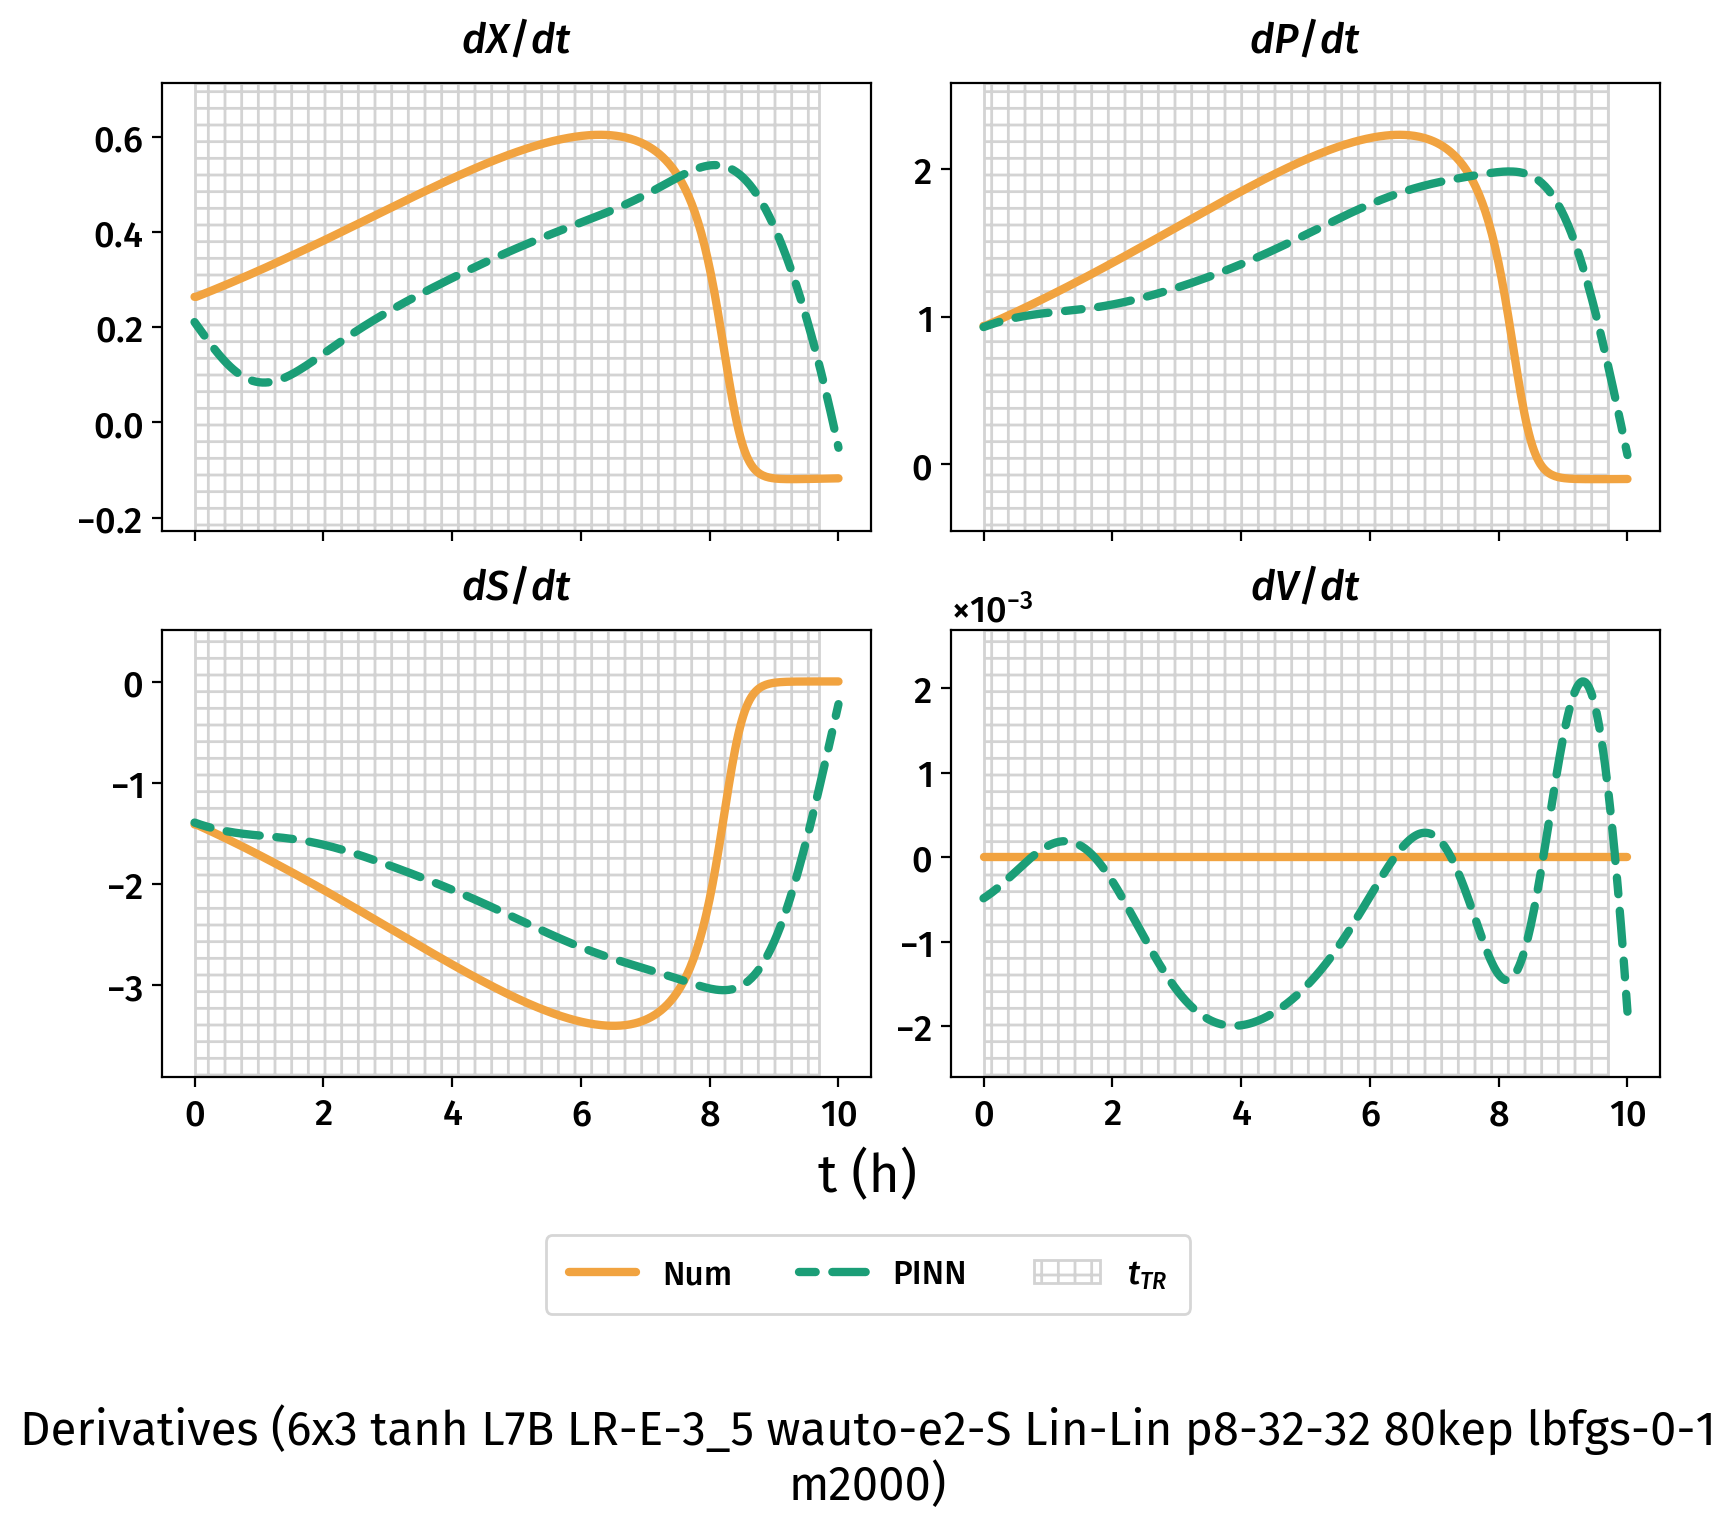 dX/dt
dP/dt
0.6
0.4
0.2
0.0
−0.2
2
1
0
dS/dt
dV/dt
×10⁻³
0
−1
−2
−3
2
1
0
−1
−2
0 2 4 6 8 10
0 2 4 6 8 10
t (h)
Num PINN t_TR
Derivatives (6x3 tanh L7B LR-E-3_5 wauto-e2-S Lin-Lin p8-32-32 80kep lbfgs-0-1
m2000)